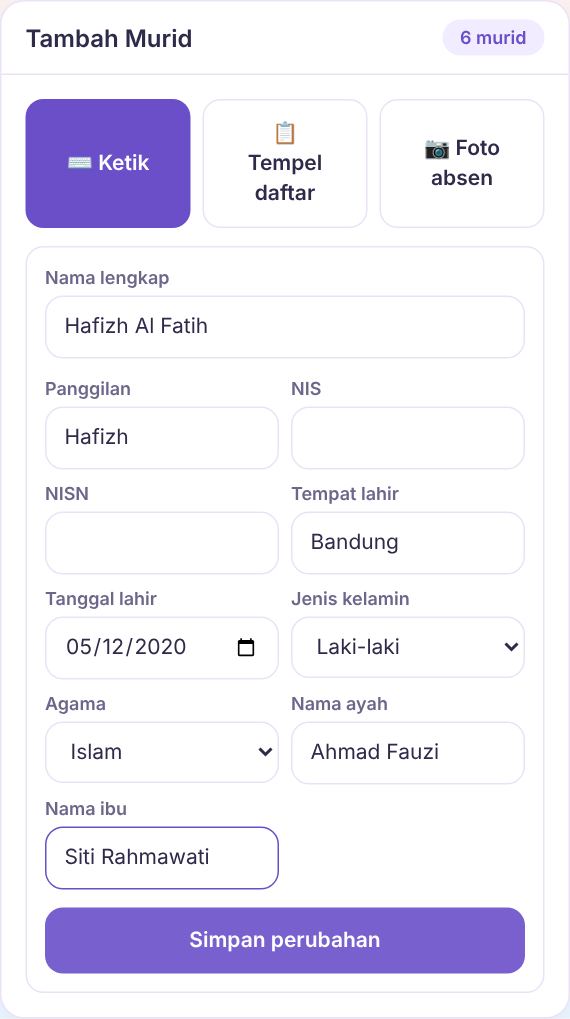 Tambah Murid
6 murid
⌨️ Ketik
📋
Tempel
daftar
📷 Foto
absen
Nama lengkap
Hafizh Al Fatih
Panggilan
NIS
Hafizh
NISN
Tempat lahir
Bandung
Tanggal lahir
Jenis kelamin
05/12/2020
Laki-laki
Agama
Nama ayah
Islam
Ahmad Fauzi
Nama ibu
Siti Rahmawati
Simpan perubahan